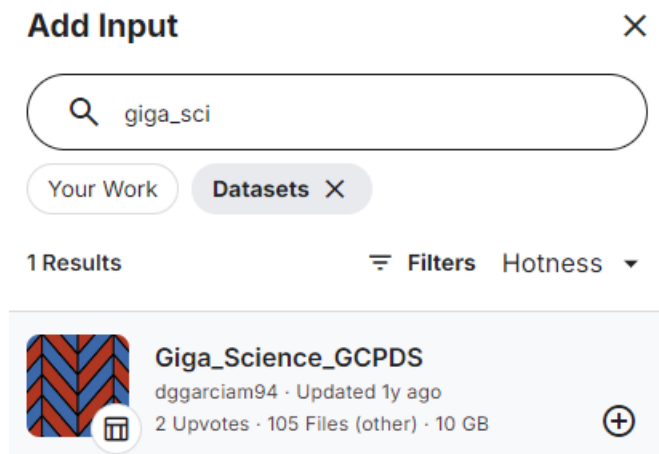 Add Input
giga_sci
Your Work Datasets
1 Results Filters Hotness
Giga_Science_GCPDS
dggarciam94 · Updated 1y ago
2 Upvotes · 105 Files (other) · 10 GB